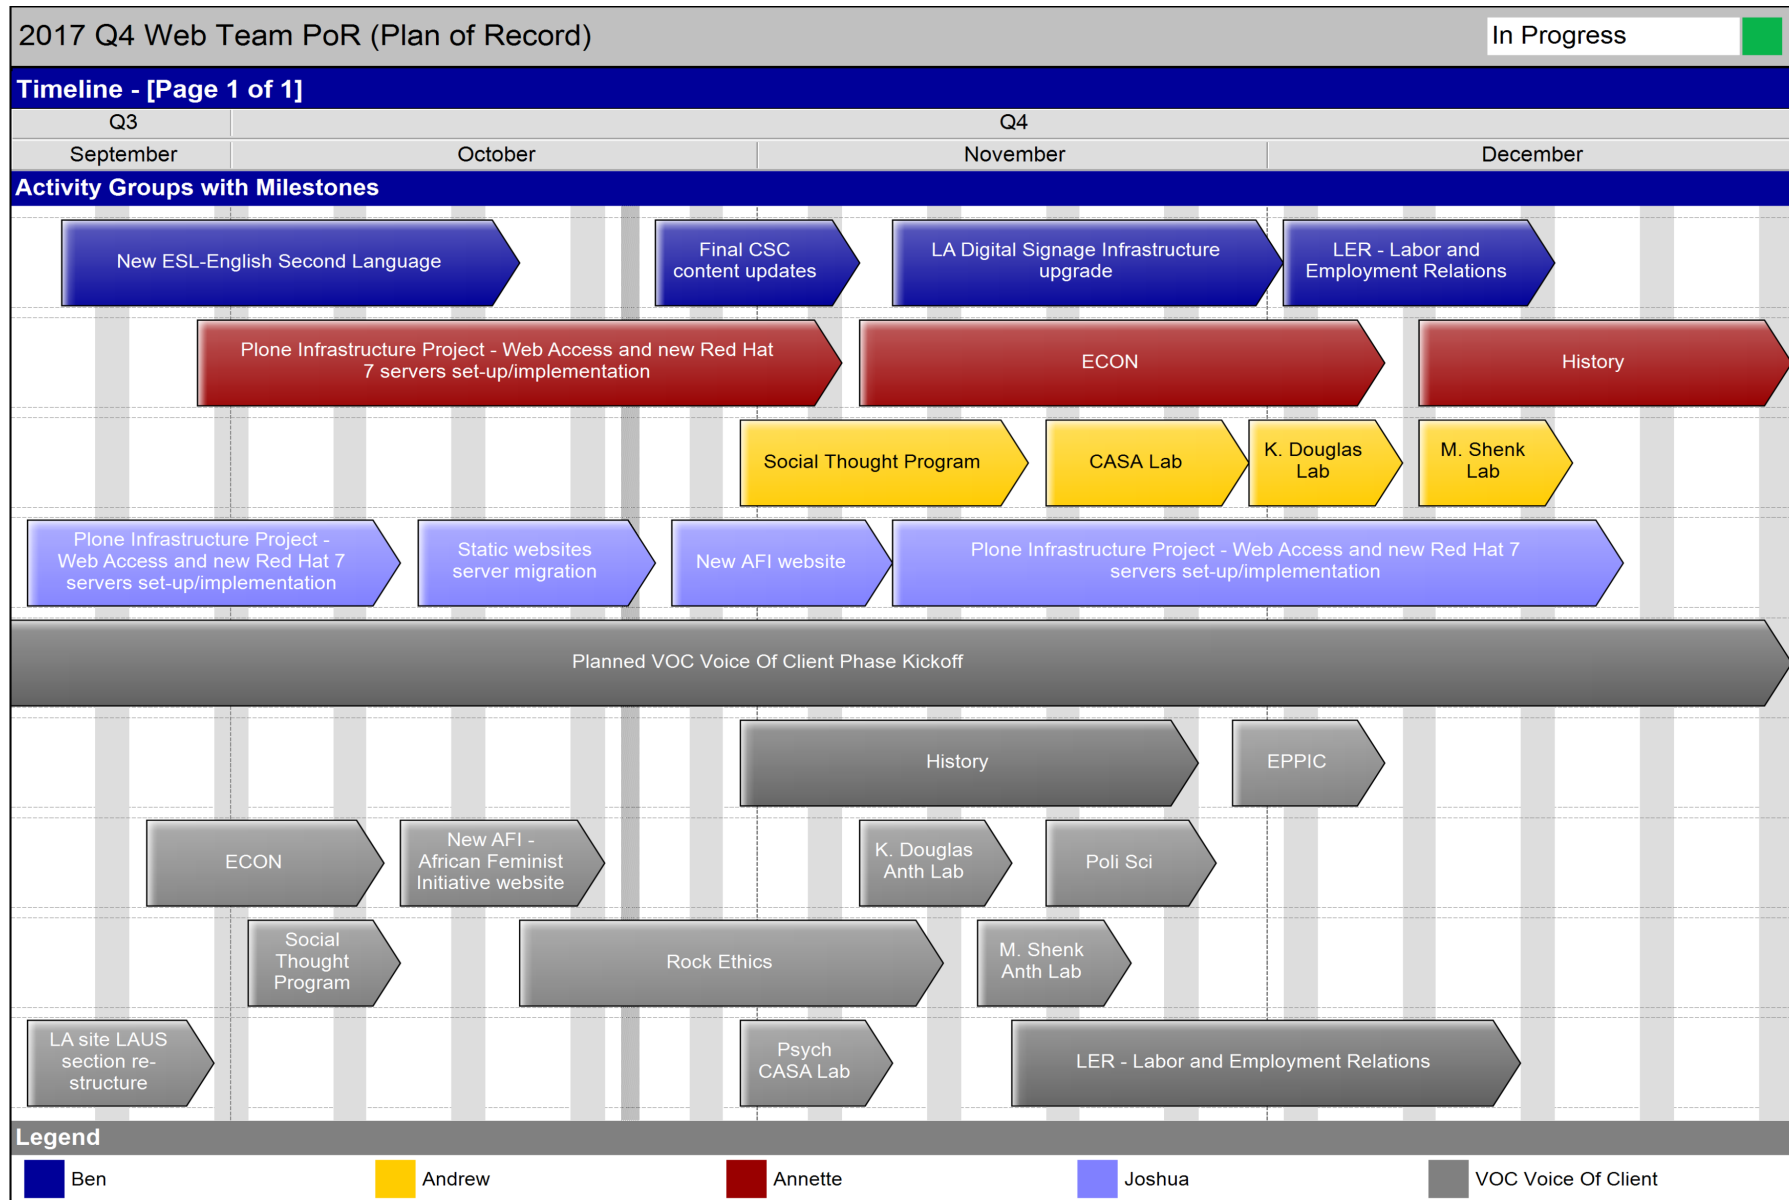 2017 Q4 Web Team PoR (Plan of Record)
In Progress
Timeline - [Page 1 of 1]
Q3
Q4
September
October
November
December
Activity Groups with Milestones
New ESL-English Second Language
Final CSC
content updates
LA Digital Signage Infrastructure
upgrade
LER - Labor and
Employment Relations
Plone Infrastructure Project - Web Access and new Red Hat
7 servers set-up/implementation
ECON
History
Social Thought Program
CASA Lab
K. Douglas
Lab
M. Shenk
Lab
Plone Infrastructure Project -
Web Access and new Red Hat 7
servers set-up/implementation
Static websites
server migration
New AFI website
Plone Infrastructure Project - Web Access and new Red Hat 7
servers set-up/implementation
Planned VOC Voice Of Client Phase Kickoff
History
EPPIC
ECON
New AFI -
African Feminist
Initiative website
K. Douglas
Anth Lab
Poli Sci
Social
Thought
Program
Rock Ethics
M. Shenk
Anth Lab
LA site LAUS
section re-
structure
Psych
CASA Lab
LER - Labor and Employment Relations
Legend
Ben
Andrew
Annette
Joshua
VOC Voice Of Client